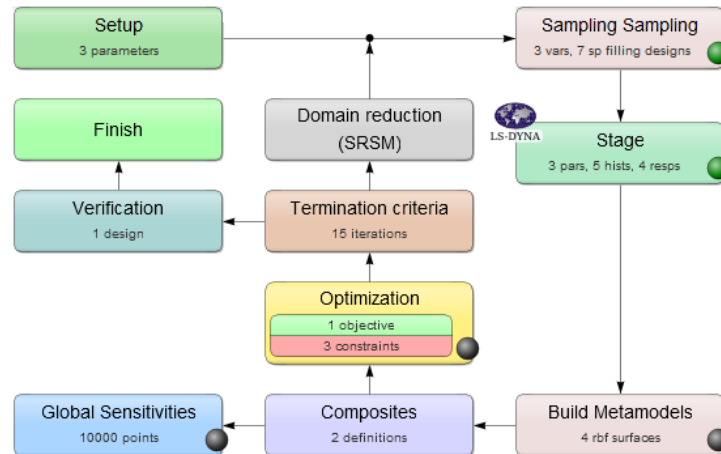 Setup
3 parameters
Sampling Sampling
3 vars, 7 sp filling designs
Finish
Domain reduction
(SRSM)
LS-DYNA
Stage
3 pars, 5 hists, 4 resps
Verification
1 design
Termination criteria
15 iterations
Optimization
1 objective
3 constraints
Global Sensitivities
10000 points
Composites
2 definitions
Build Metamodels
4 rbf surfaces